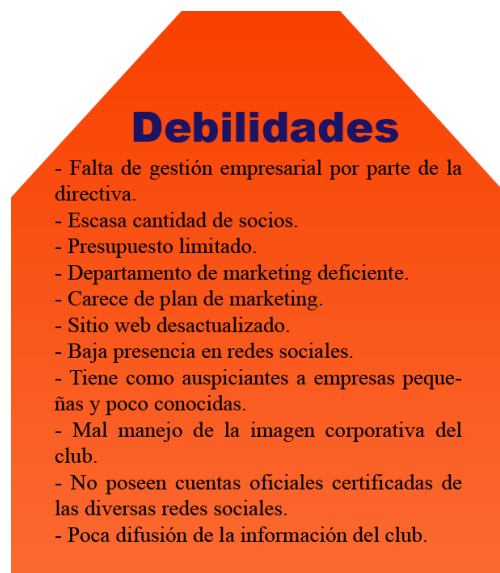 Debilidades
- Falta de gestión empresarial por parte de la
directiva.
- Escasa cantidad de socios.
- Presupuesto limitado.
- Departamento de marketing deficiente.
- Carece de plan de marketing.
- Sitio web desactualizado.
- Baja presencia en redes sociales.
- Tiene como auspiciantes a empresas peque-
ñas y poco conocidas.
- Mal manejo de la imagen corporativa del
club.
- No poseen cuentas oficiales certificadas de
las diversas redes sociales.
- Poca difusión de la información del club.